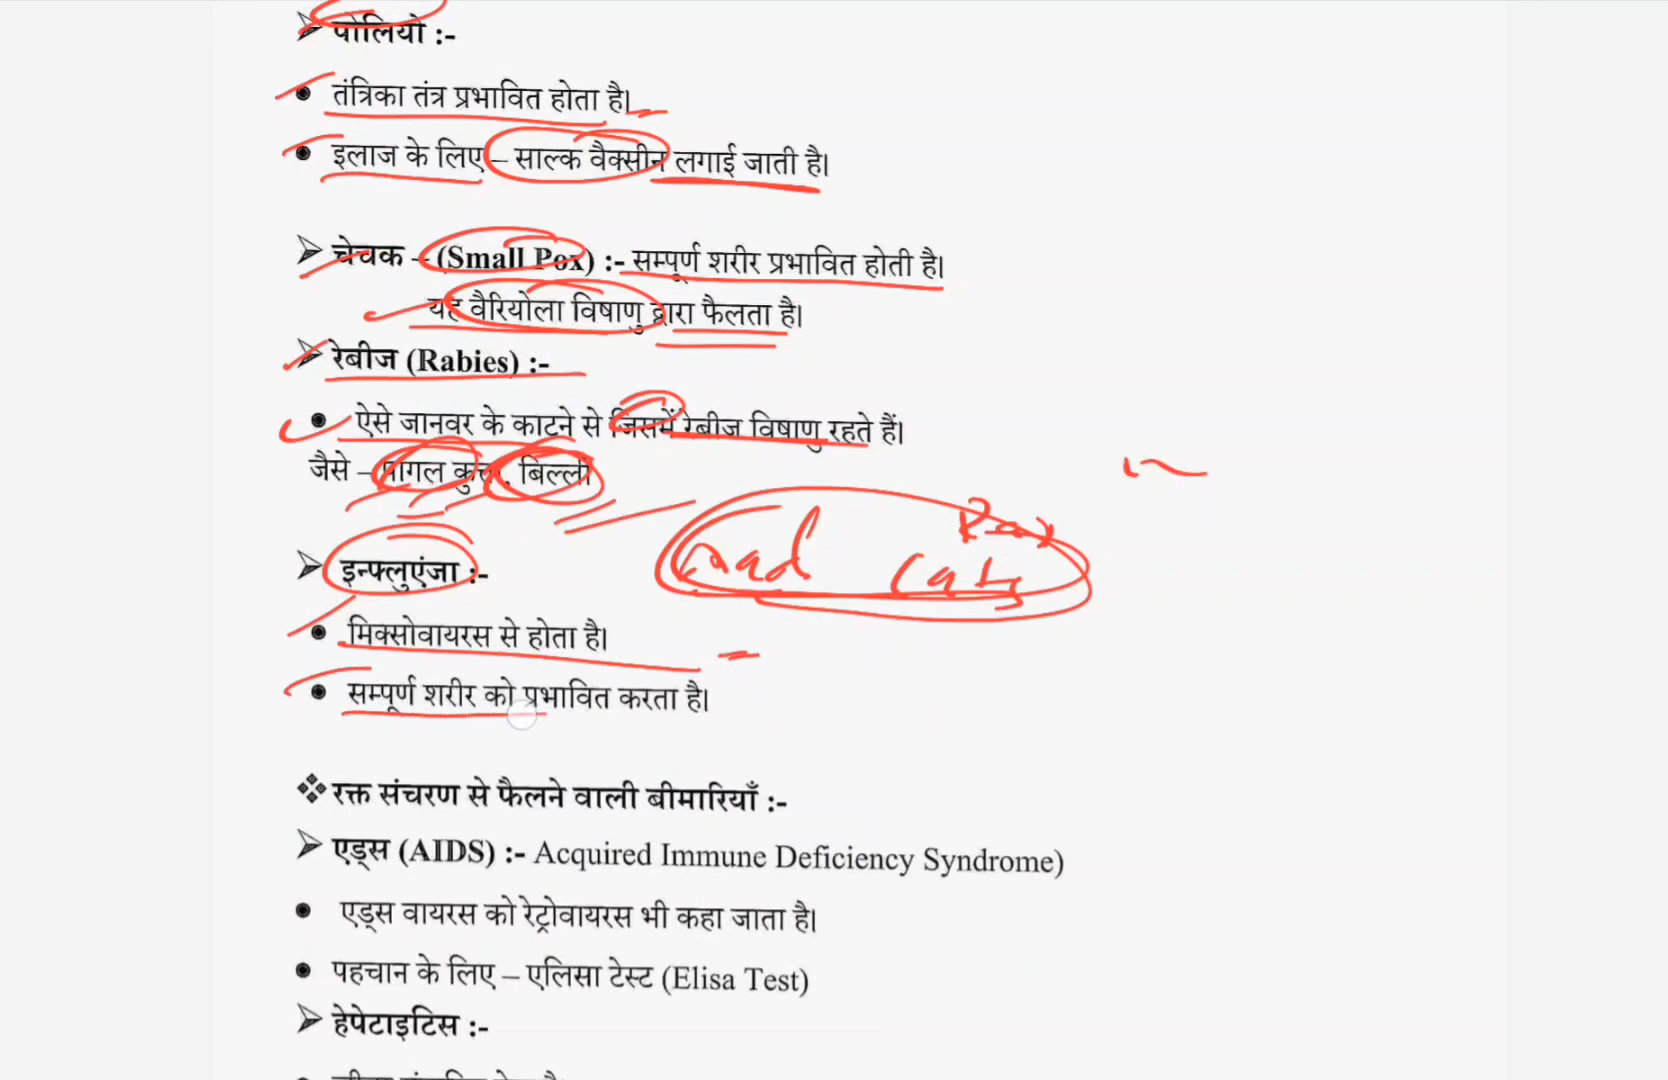 ➢ पोलियो :-
● तंत्रिका तंत्र प्रभावित होता है।
● इलाज के लिए – साल्क वैक्सीन लगाई जाती है।
➢ चेचक – (Small Pox) :- सम्पूर्ण शरीर प्रभावित होती है।
यह वैरियोला विषाणु द्वारा फैलता है।
➢ रेबीज (Rabies) :-
● ऐसे जानवर के काटने से जिसमें रेबीज विषाणु रहते हैं।
जैसे – पागल कुत्ता, बिल्ली
mad
➢ इन्फ्लुएंजा :-
● मिक्सोवायरस से होता है।
● सम्पूर्ण शरीर को प्रभावित करता है।
❖ रक्त संचरण से फैलने वाली बीमारियाँ :-
➢ एड्स (AIDS) :- Acquired Immune Deficiency Syndrome)
● एड्स वायरस को रेट्रोवायरस भी कहा जाता है।
● पहचान के लिए – एलिसा टेस्ट (Elisa Test)
➢ हेपेटाइटिस :-